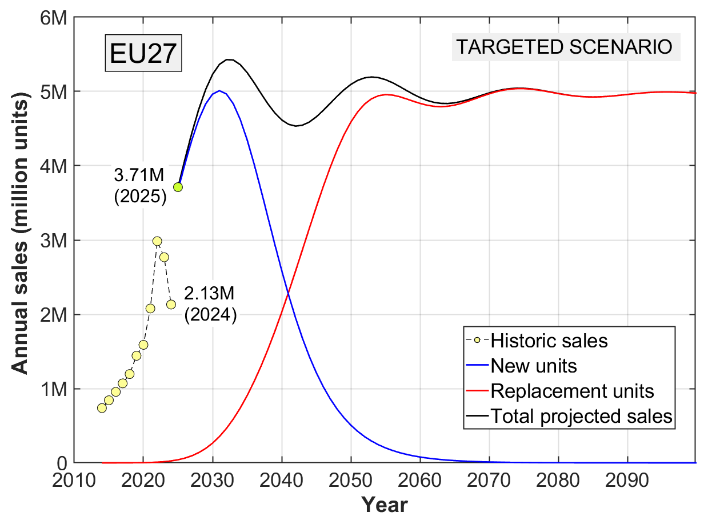 6M
EU27
TARGETED SCENARIO
5M
3.71M
(2025)
4M
3M
2.13M
(2024)
2M
1M
0
Historic sales
New units
Replacement units
Total projected sales
2010 2020 2030 2040 2050 2060 2070 2080 2090
Year
Annual sales (million units)